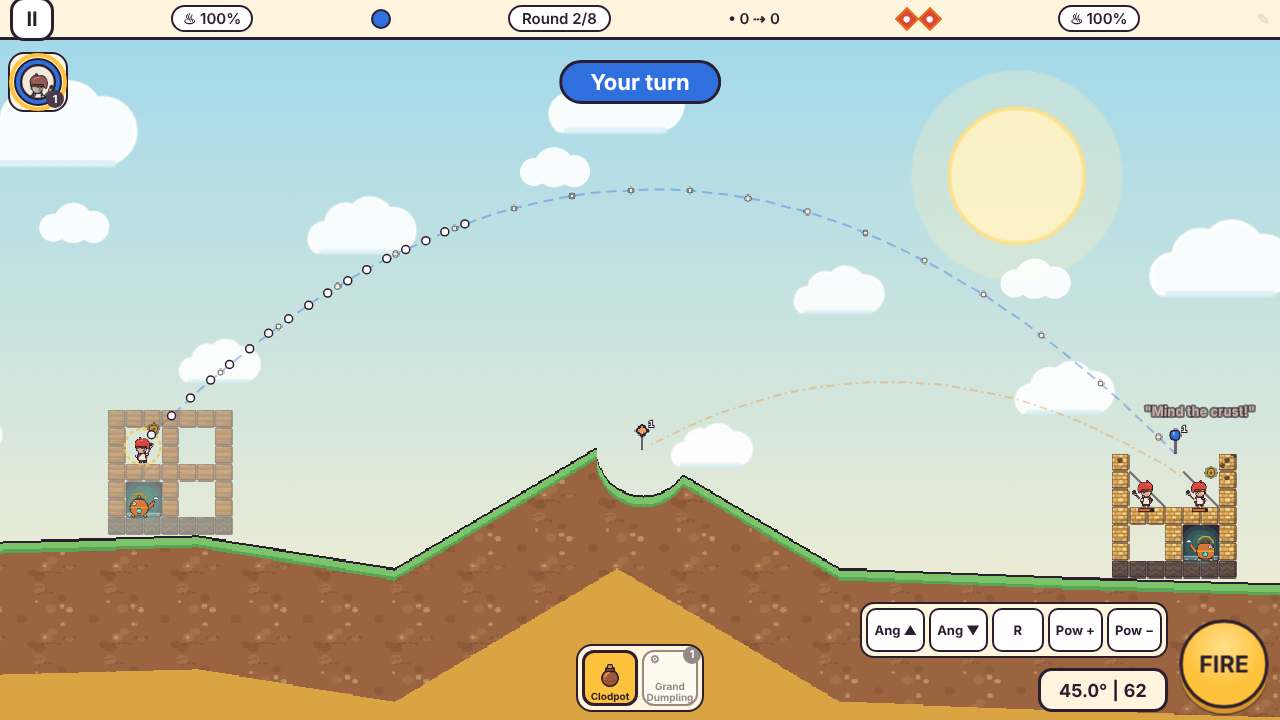 100%
Round 2/8
• 0 ⇢ 0
100%
1
Your turn
1
"Mind the crust!"
1
Ang ▲
Ang ▼
R
Pow +
Pow −
45.0° | 62
FIRE
Clodpot
1
Grand
Dumpling